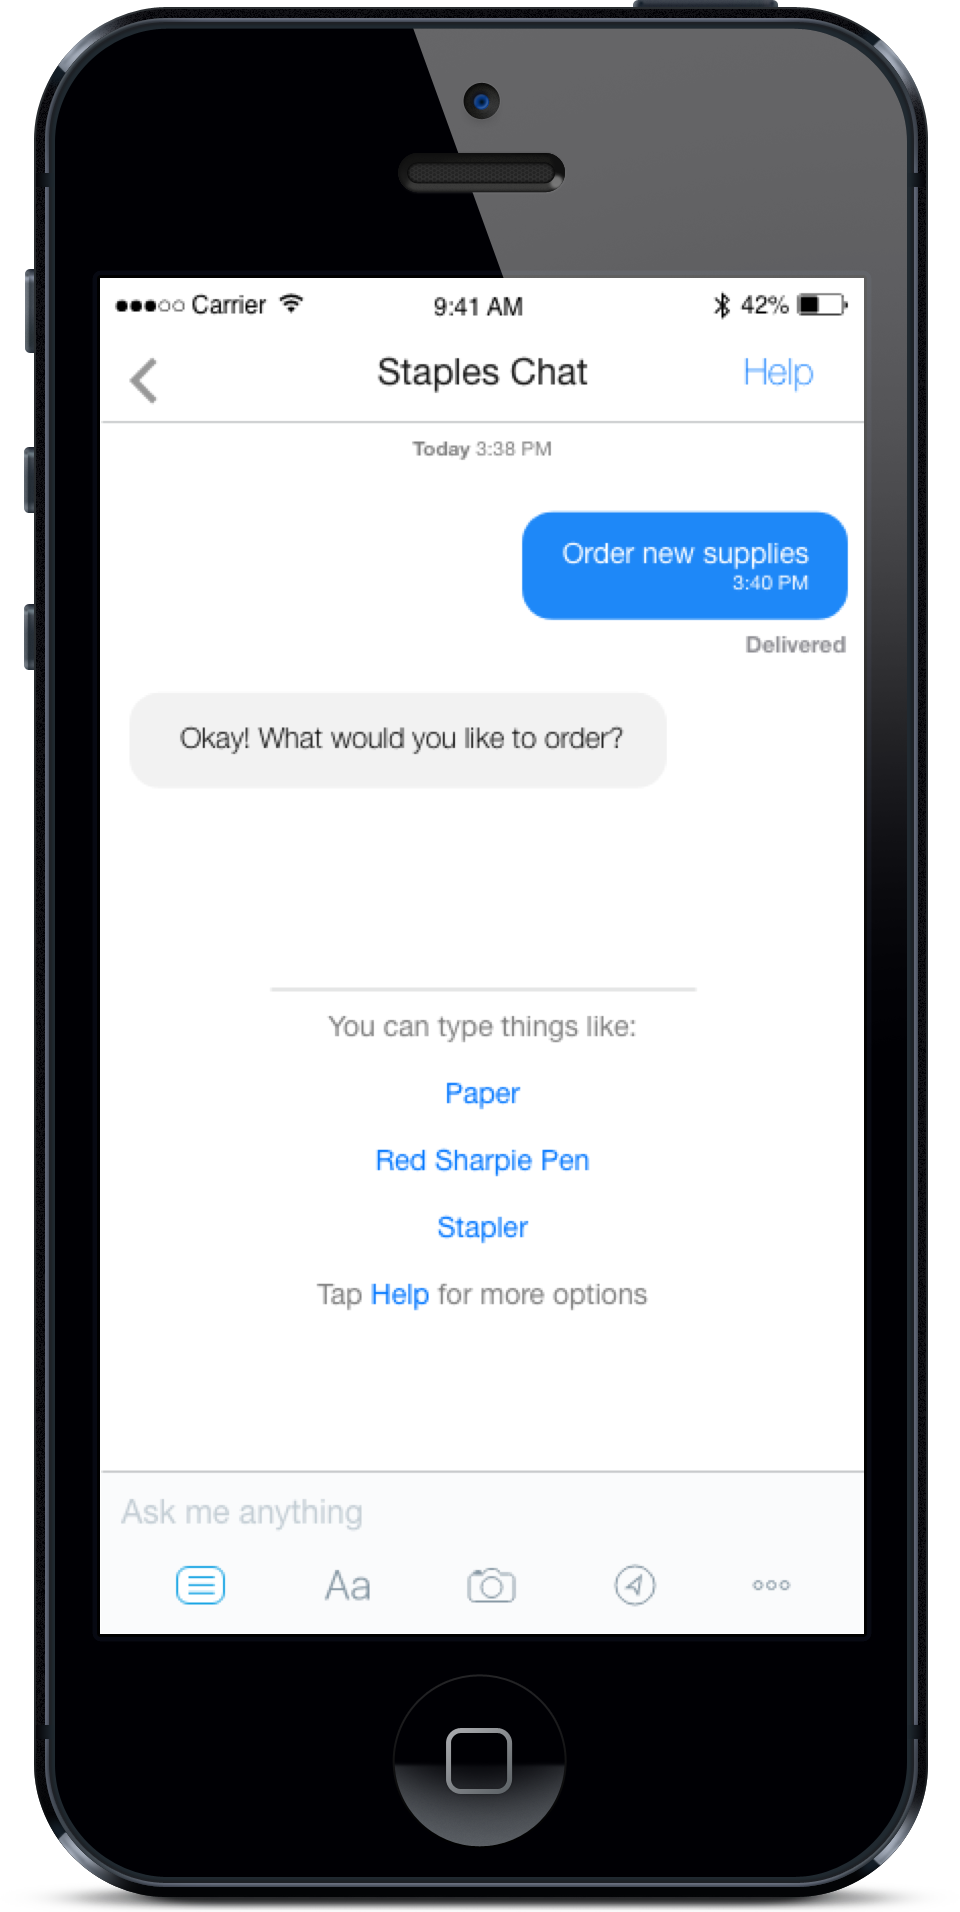 Carrier 9:41 AM 42%
Staples Chat Help
Today 3:38 PM
Order new supplies
3:40 PM
Delivered
Okay! What would you like to order?
You can type things like:
Paper
Red Sharpie Pen
Stapler
Tap Help for more options
Ask me anything
Aa